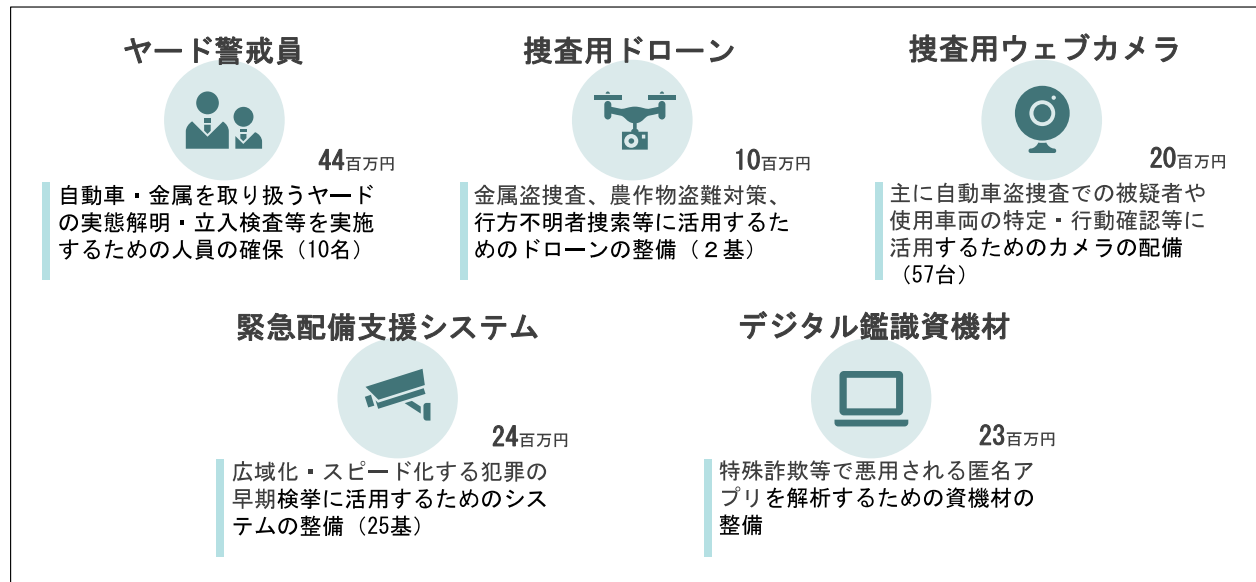 ヤード警戒員
44百万円
自動車・金属を取り扱うヤード
の実態解明・立入検査等を実施
するための人員の確保（10名）
捜査用ドローン
10百万円
金属盗捜査、農作物盗難対策、
行方不明者捜索等に活用するた
めのドローンの整備（２基）
捜査用ウェブカメラ
20百万円
主に自動車盗捜査での被疑者や
使用車両の特定・行動確認等に
活用するためのカメラの配備
（57台）
緊急配備支援システム
24百万円
広域化・スピード化する犯罪の
早期検挙に活用するためのシス
テムの整備（25基）
デジタル鑑識資機材
23百万円
特殊詐欺等で悪用される匿名ア
プリを解析するための資機材の
整備